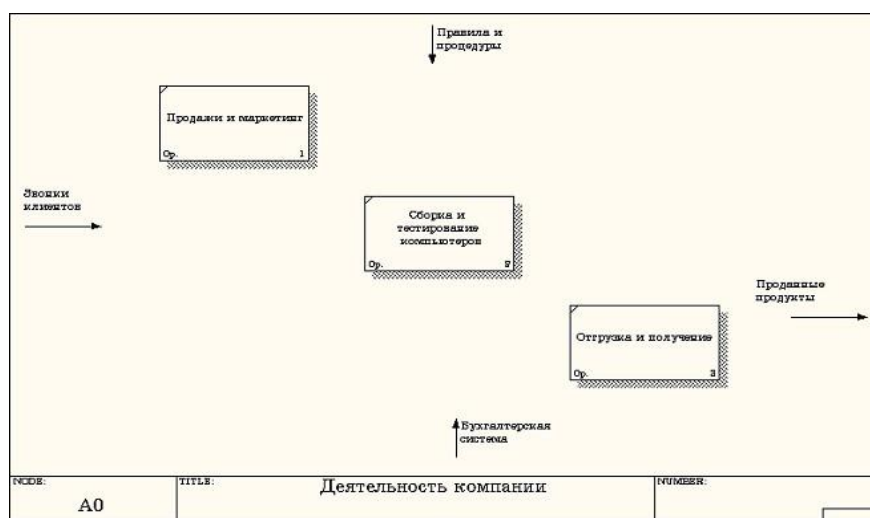 Правила и
процедуры
Продажи и маркетинг
0р. 1
Звонки
клиентов
Сборка и
тестирование
компьютеров
0р. 2
Проданные
продукты
Отгрузка и получение
0р. 3
Бухгалтерская
система
NODE:
TITLE:
NUMBER:
A0
Деятельность компании